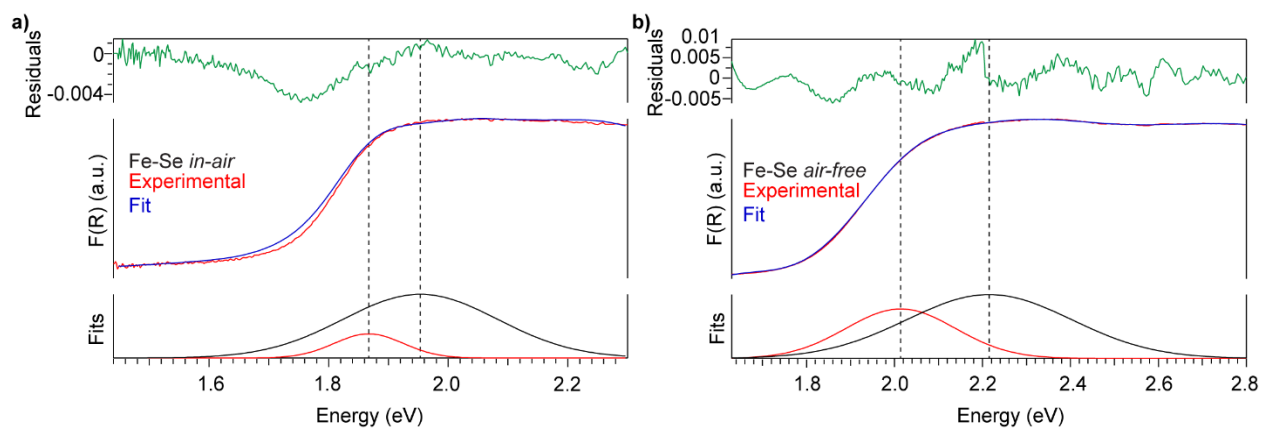 a)
Residuals
0
-0.004
F(R) (a.u.)
Fe-Se in-air
Experimental
Fit
Fits
1.6
1.8
2.0
2.2
Energy (eV)
b)
Residuals
0.01
0.005
0
-0.005
F(R) (a.u.)
Fe-Se air-free
Experimental
Fit
Fits
1.8
2.0
2.2
2.4
2.6
2.8
Energy (eV)